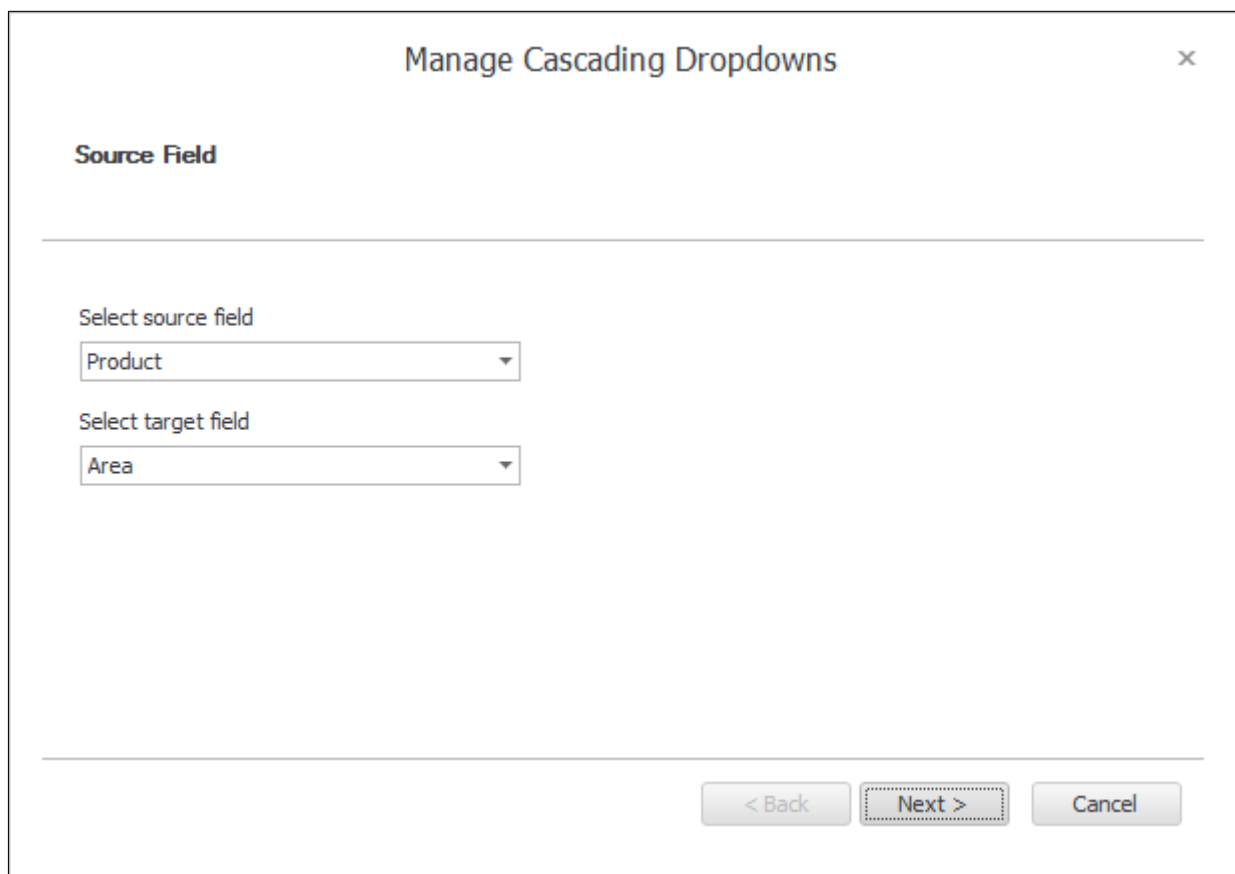 Manage Cascading Dropdowns
Source Field
Select source field
Product
Select target field
Area
< Back
Next >
Cancel